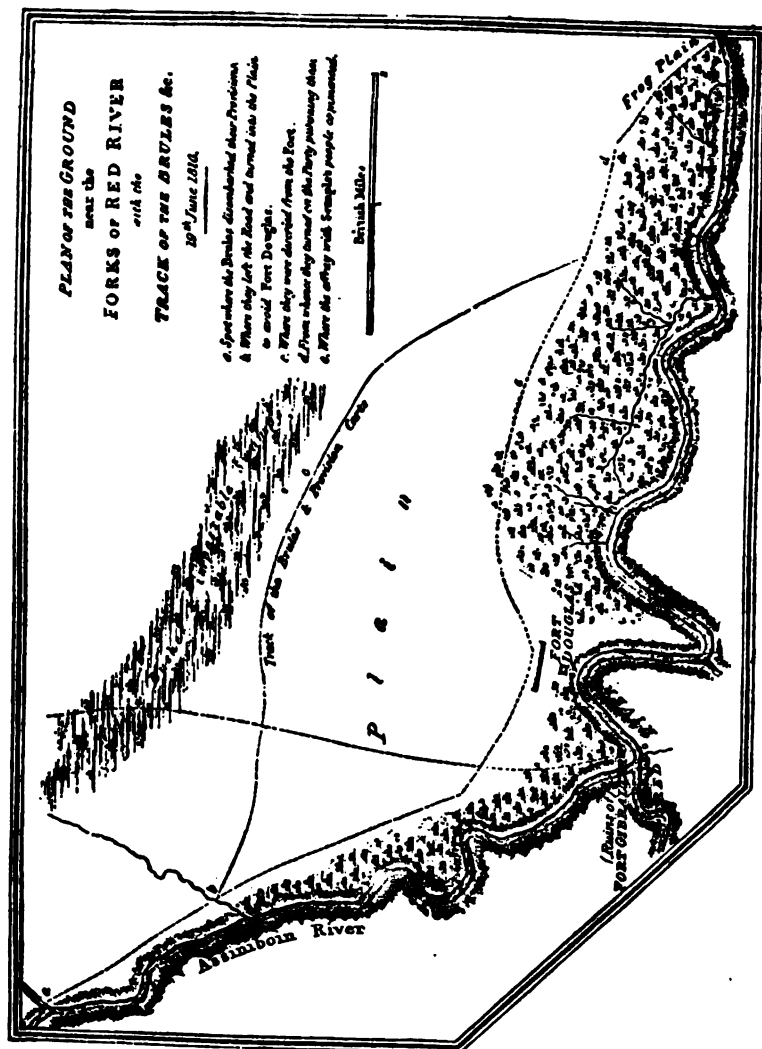 PLAN OF THE GROUND
near the
FORKS OF RED RIVER
with the
TRACK OF THE BRULES &c.
19th June 1816.
a. Spot where the Brules disembarked their Provisions
b. Where they left the Road and turned into the Plain
to avoid Fort Douglas.
c. Where they were descried from the Fort.
d. From whence they turned on the Party pursuing them
e. Where the affray with Semple's people commenced.
British Miles
Frog Plain
d
e
c
Track of the Brules & Provision Carts
Plain
FORT
DOUGLAS
(Ruins of)
b
Assiniboin River
a